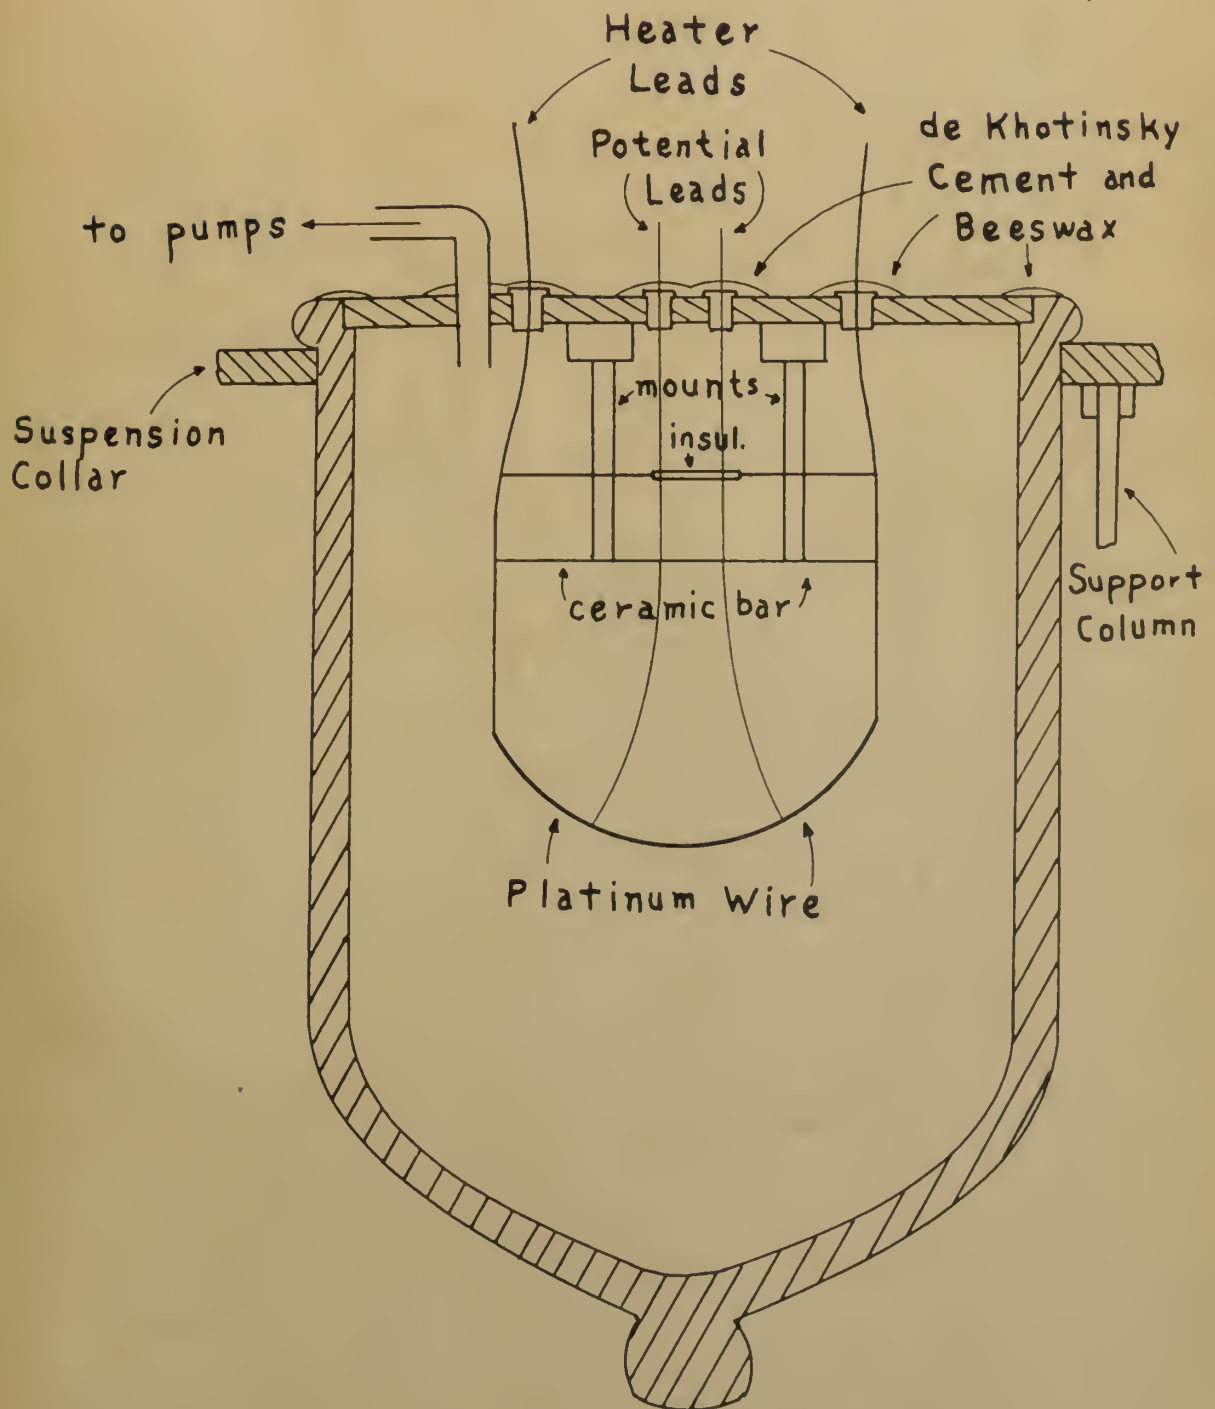 Heater
Leads
Potential
Leads
de Khotinsky
Cement and
Beeswax
to pumps
Suspension
Collar
mounts
insul.
ceramic bar
Support
Column
Platinum Wire